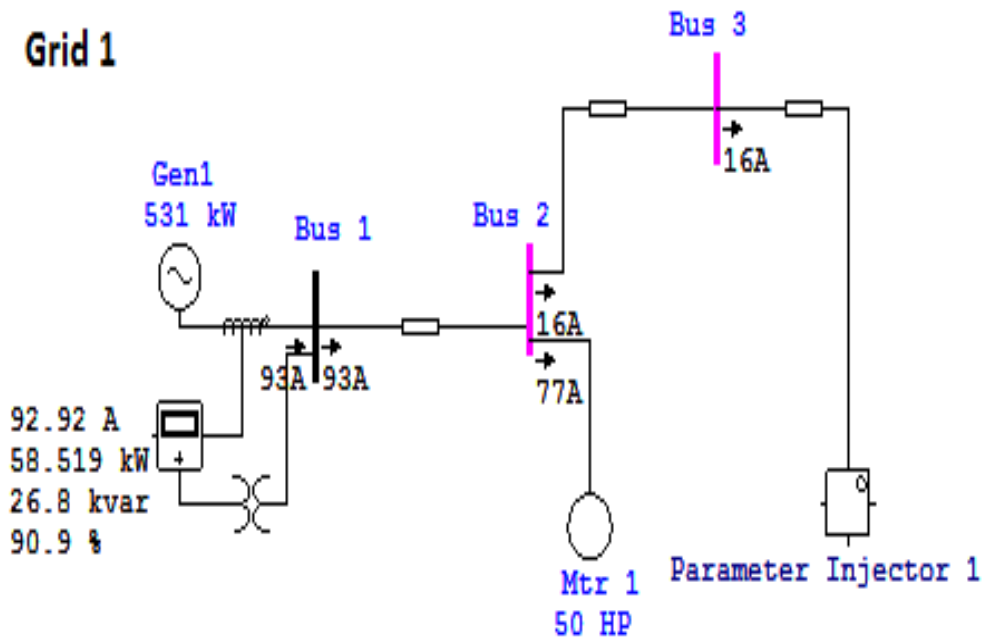 Grid 1
Bus 3
16A
Gen1
531 kW
Bus 1
Bus 2
16A
93A 93A
77A
92.92 A
58.519 kW
26.8 kvar
90.9 %
Mtr 1
50 HP
Parameter Injector 1